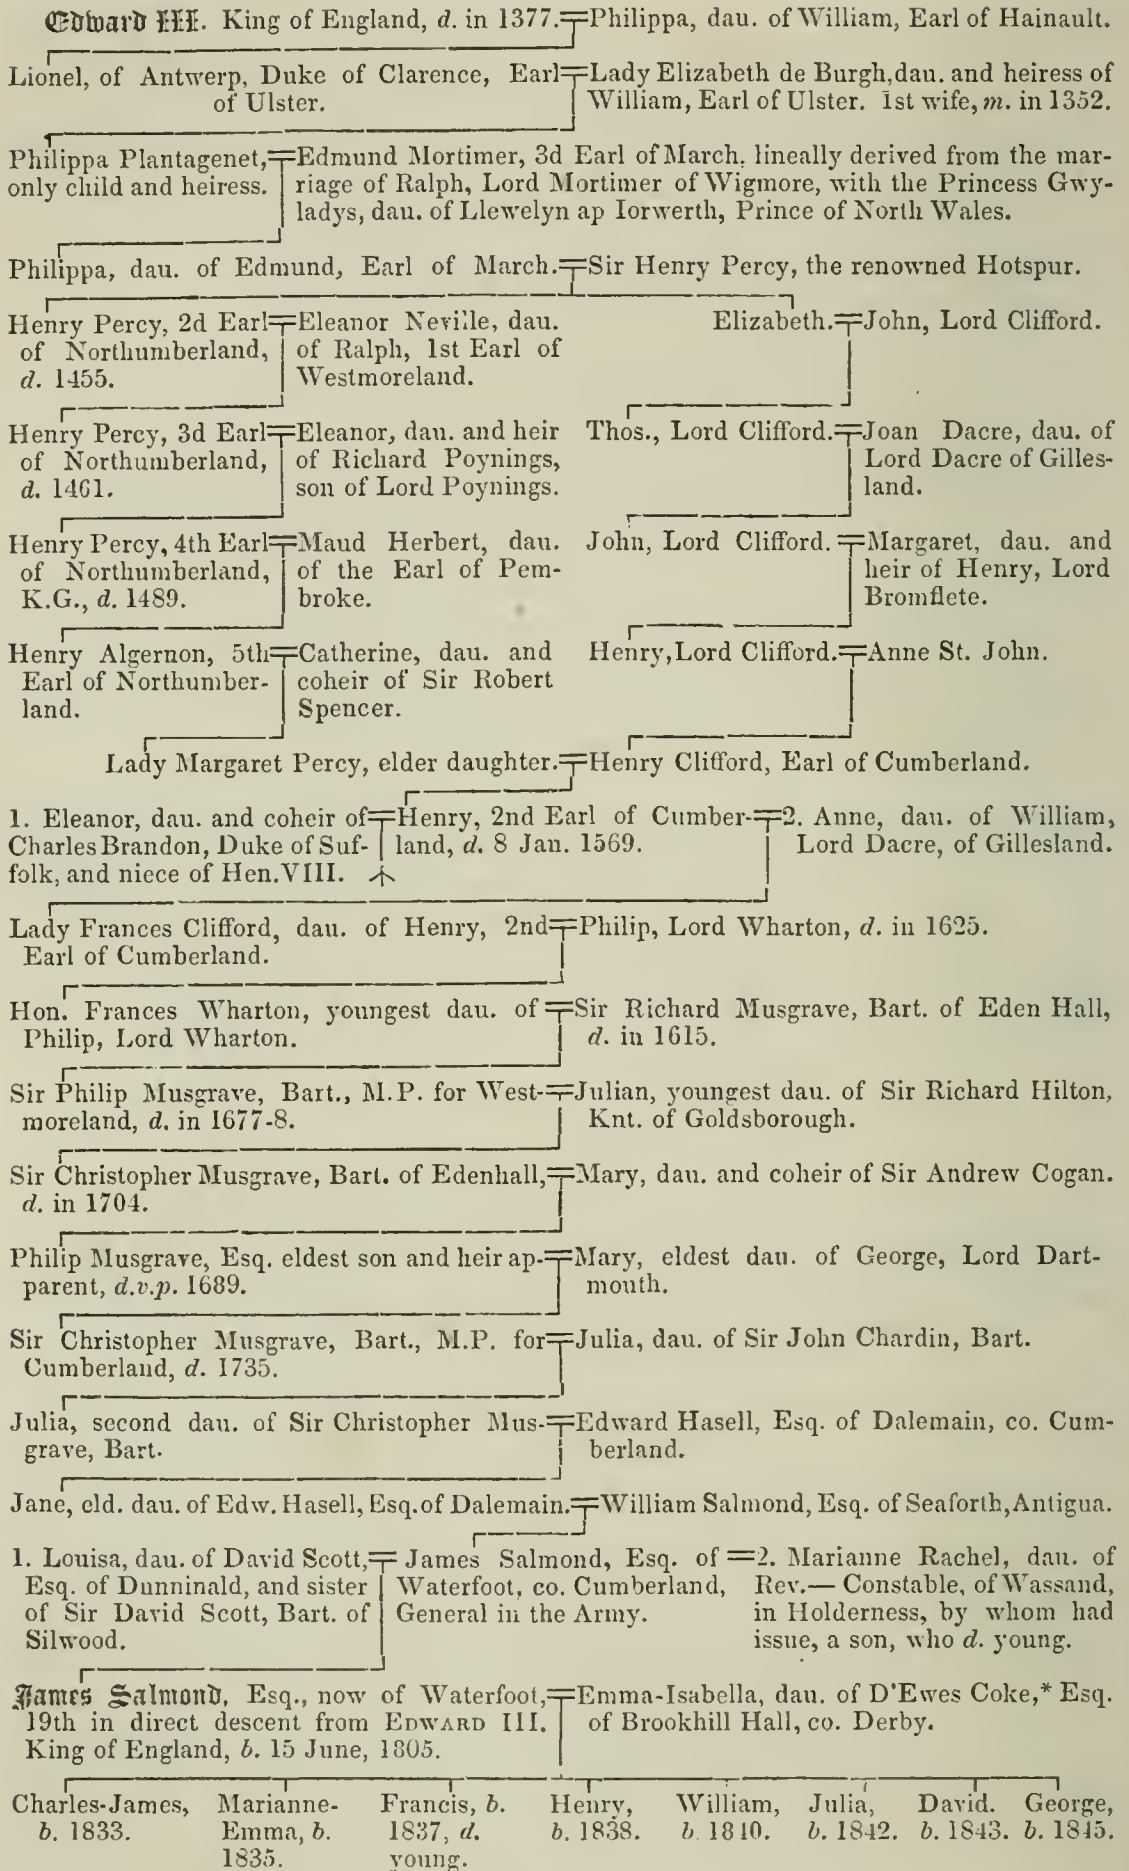 Edward III. King of England, d. in 1377.=Philippa, dau. of William, Earl of Hainault.
Lionel, of Antwerp, Duke of Clarence, Earl
of Ulster.
Lady Elizabeth de Burgh, dau. and heiress of
William, Earl of Ulster. 1st wife, m. in 1352.
Philippa Plantagenet,
only child and heiress.
Edmund Mortimer, 3d Earl of March, lineally derived from the mar-
riage of Ralph, Lord Mortimer of Wigmore, with the Princess Gwy-
ladys, dau. of Llewelyn ap Iorwerth, Prince of North Wales.
Philippa, dau. of Edmund, Earl of March.=Sir Henry Percy, the renowned Hotspur.
Henry Percy, 2d Earl
of Northumberland,
d. 1455.
Eleanor Neville, dau.
of Ralph, 1st Earl of
Westmoreland.
Elizabeth.=John, Lord Clifford.
Henry Percy, 3d Earl
of Northumberland,
d. 1461.
Eleanor, dau. and heir
of Richard Poynings,
son of Lord Poynings.
Thos., Lord Clifford.
Joan Dacre, dau. of
Lord Dacre of Gilles-
land.
Henry Percy, 4th Earl
of Northumberland,
K.G., d. 1489.
Maud Herbert, dau.
of the Earl of Pem-
broke.
John, Lord Clifford.
Margaret, dau. and
heir of Henry, Lord
Bromflete.
Henry Algernon, 5th
Earl of Northumber-
land.
Catherine, dau. and
coheir of Sir Robert
Spencer.
Henry, Lord Clifford.=Anne St. John.
Lady Margaret Percy, elder daughter.=Henry Clifford, Earl of Cumberland.
1. Eleanor, dau. and coheir of
Charles Brandon, Duke of Suf-
folk, and niece of Hen. VIII.
Henry, 2nd Earl of Cumber-
land, d. 8 Jan. 1569.
2. Anne, dau. of William,
Lord Dacre, of Gillesland.
Lady Frances Clifford, dau. of Henry, 2nd
Earl of Cumberland.
Philip, Lord Wharton, d. in 1625.
Hon. Frances Wharton, youngest dau. of
Philip, Lord Wharton.
Sir Richard Musgrave, Bart. of Eden Hall,
d. in 1615.
Sir Philip Musgrave, Bart., M.P. for West-
moreland, d. in 1677-8.
Julian, youngest dau. of Sir Richard Hilton,
Knt. of Goldsborough.
Sir Christopher Musgrave, Bart. of Edenhall,
d. in 1704.
Mary, dau. and coheir of Sir Andrew Cogan.
Philip Musgrave, Esq. eldest son and heir ap-
parent, d.v.p. 1689.
Mary, eldest dau. of George, Lord Dart-
mouth.
Sir Christopher Musgrave, Bart., M.P. for
Cumberland, d. 1735.
Julia, dau. of Sir John Chardin, Bart.
Julia, second dau. of Sir Christopher Mus-
grave, Bart.
Edward Hasell, Esq. of Dalemain, co. Cum-
berland.
Jane, eld. dau. of Edw. Hasell, Esq. of Dalemain.=William Salmond, Esq. of Seaforth, Antigua.
1. Louisa, dau. of David Scott,
Esq. of Dunninald, and sister
of Sir David Scott, Bart. of
Silwood.
James Salmond, Esq. of
Waterfoot, co. Cumberland,
General in the Army.
2. Marianne Rachel, dau. of
Rev.— Constable, of Wassand,
in Holderness, by whom had
issue, a son, who d. young.
James Salmond, Esq., now of Waterfoot,
19th in direct descent from EDWARD III.
King of England, b. 15 June, 1805.
Emma-Isabella, dau. of D'Ewes Coke,* Esq.
of Brookhill Hall, co. Derby.
Charles-James,
b. 1833.
Marianne-
Emma, b.
1835.
Francis, b.
1837, d.
young.
Henry,
b. 1838.
William,
b. 1840.
Julia,
b. 1842.
David.
b. 1843.
George,
b. 1845.